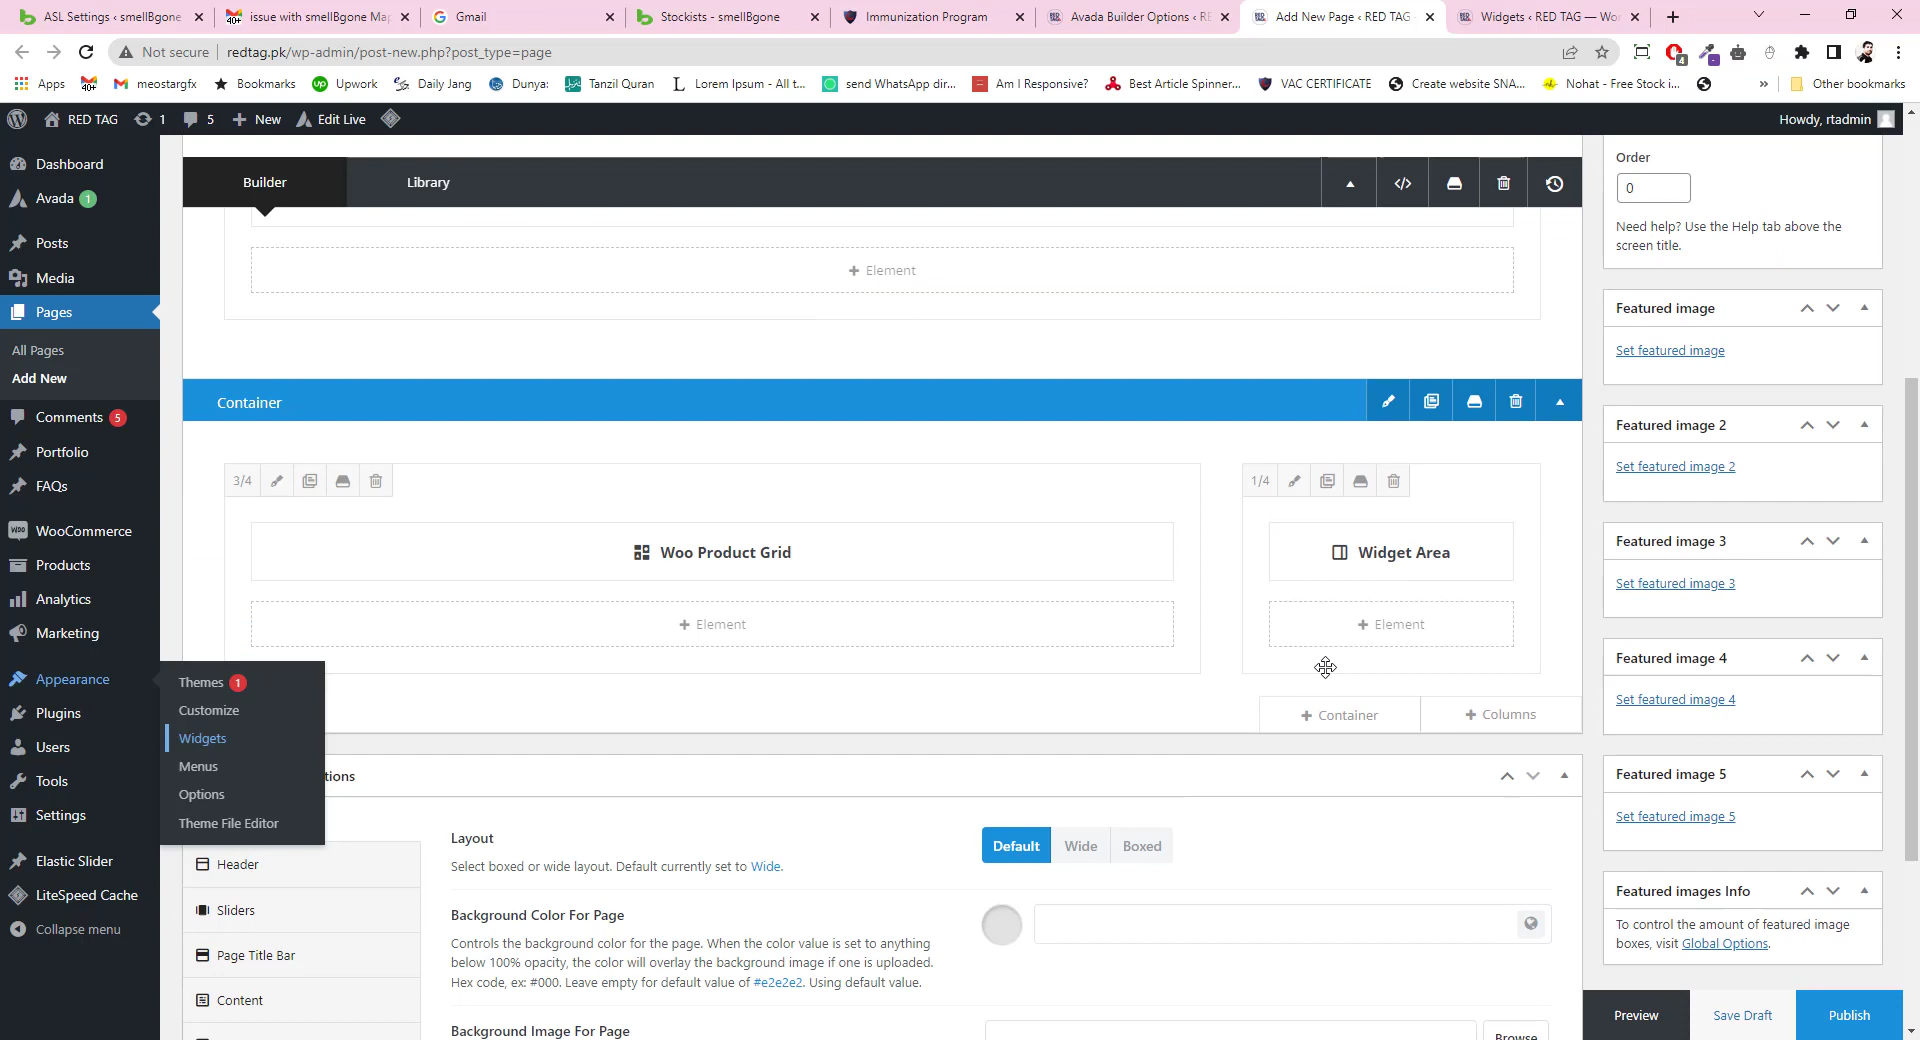 ASL Settings ‹ smellBgone
issue with smellBgone Ma
Gmail
Stockists - smellBgone
Immunization Program
Avada Builder Options ‹ RE
Add New Page ‹ RED TAG
Widgets ‹ RED TAG — Wor
Not secure
redtag.pk/wp-admin/post-new.php?post_type=page
4
Apps
40+
meostargfx
Bookmarks
Upwork
Daily Jang
Dunya:
Tanzil Quran
Lorem Ipsum - All t...
send WhatsApp dir...
Am I Responsive?
Best Article Spinner...
VAC CERTIFICATE
Create website SNA...
Nohat - Free Stock i...
»
Other bookmarks
RED TAG
1
5
New
Edit Live
Howdy, rtadmin
Dashboard
Avada 1
Posts
Media
Pages
All Pages
Add New
Comments 5
Portfolio
FAQs
WooCommerce
Products
Analytics
Marketing
Appearance
Plugins
Users
Tools
Settings
Elastic Slider
LiteSpeed Cache
Collapse menu
Themes 1
Customize
Widgets
Menus
Options
Theme File Editor
Builder
Library
+ Element
Container
3/4
Woo Product Grid
+ Element
1/4
Widget Area
+ Element
+ Container
+ Columns
tions
Header
Sliders
Page Title Bar
Content
Layout
Select boxed or wide layout. Default currently set to Wide.
Default
Wide
Boxed
Background Color For Page
Controls the background color for the page. When the color value is set to anything
below 100% opacity, the color will overlay the background image if one is uploaded.
Hex code, ex: #000. Leave empty for default value of #e2e2e2. Using default value.
Background Image For Page
Browse
Order
0
Need help? Use the Help tab above the
screen title.
Featured image
Set featured image
Featured image 2
Set featured image 2
Featured image 3
Set featured image 3
Featured image 4
Set featured image 4
Featured image 5
Set featured image 5
Featured images Info
To control the amount of featured image
boxes, visit Global Options.
Preview
Save Draft
Publish